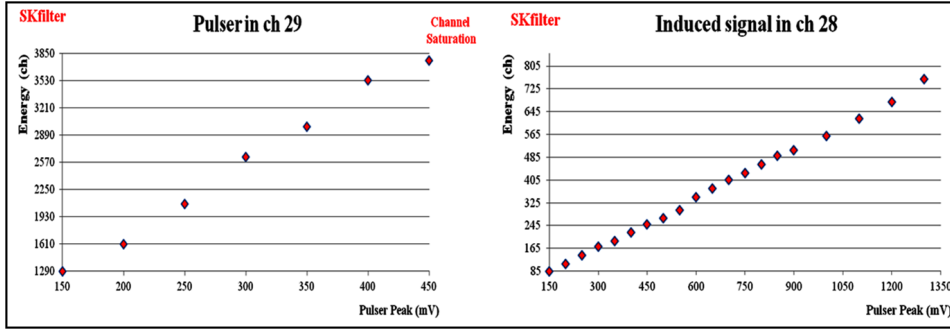 SKfilter
Pulser in ch 29
Channel
Saturation
Energy (ch)
3850
3530
3210
2890
2570
2250
1930
1610
1290
150 200 250 300 350 400 450
Pulser Peak (mV)
SKfilter
Induced signal in ch 28
Energy (ch)
805
725
645
565
485
405
325
245
165
85
150 300 450 600 750 900 1050 1200 1350
Pulser Peak (mV)